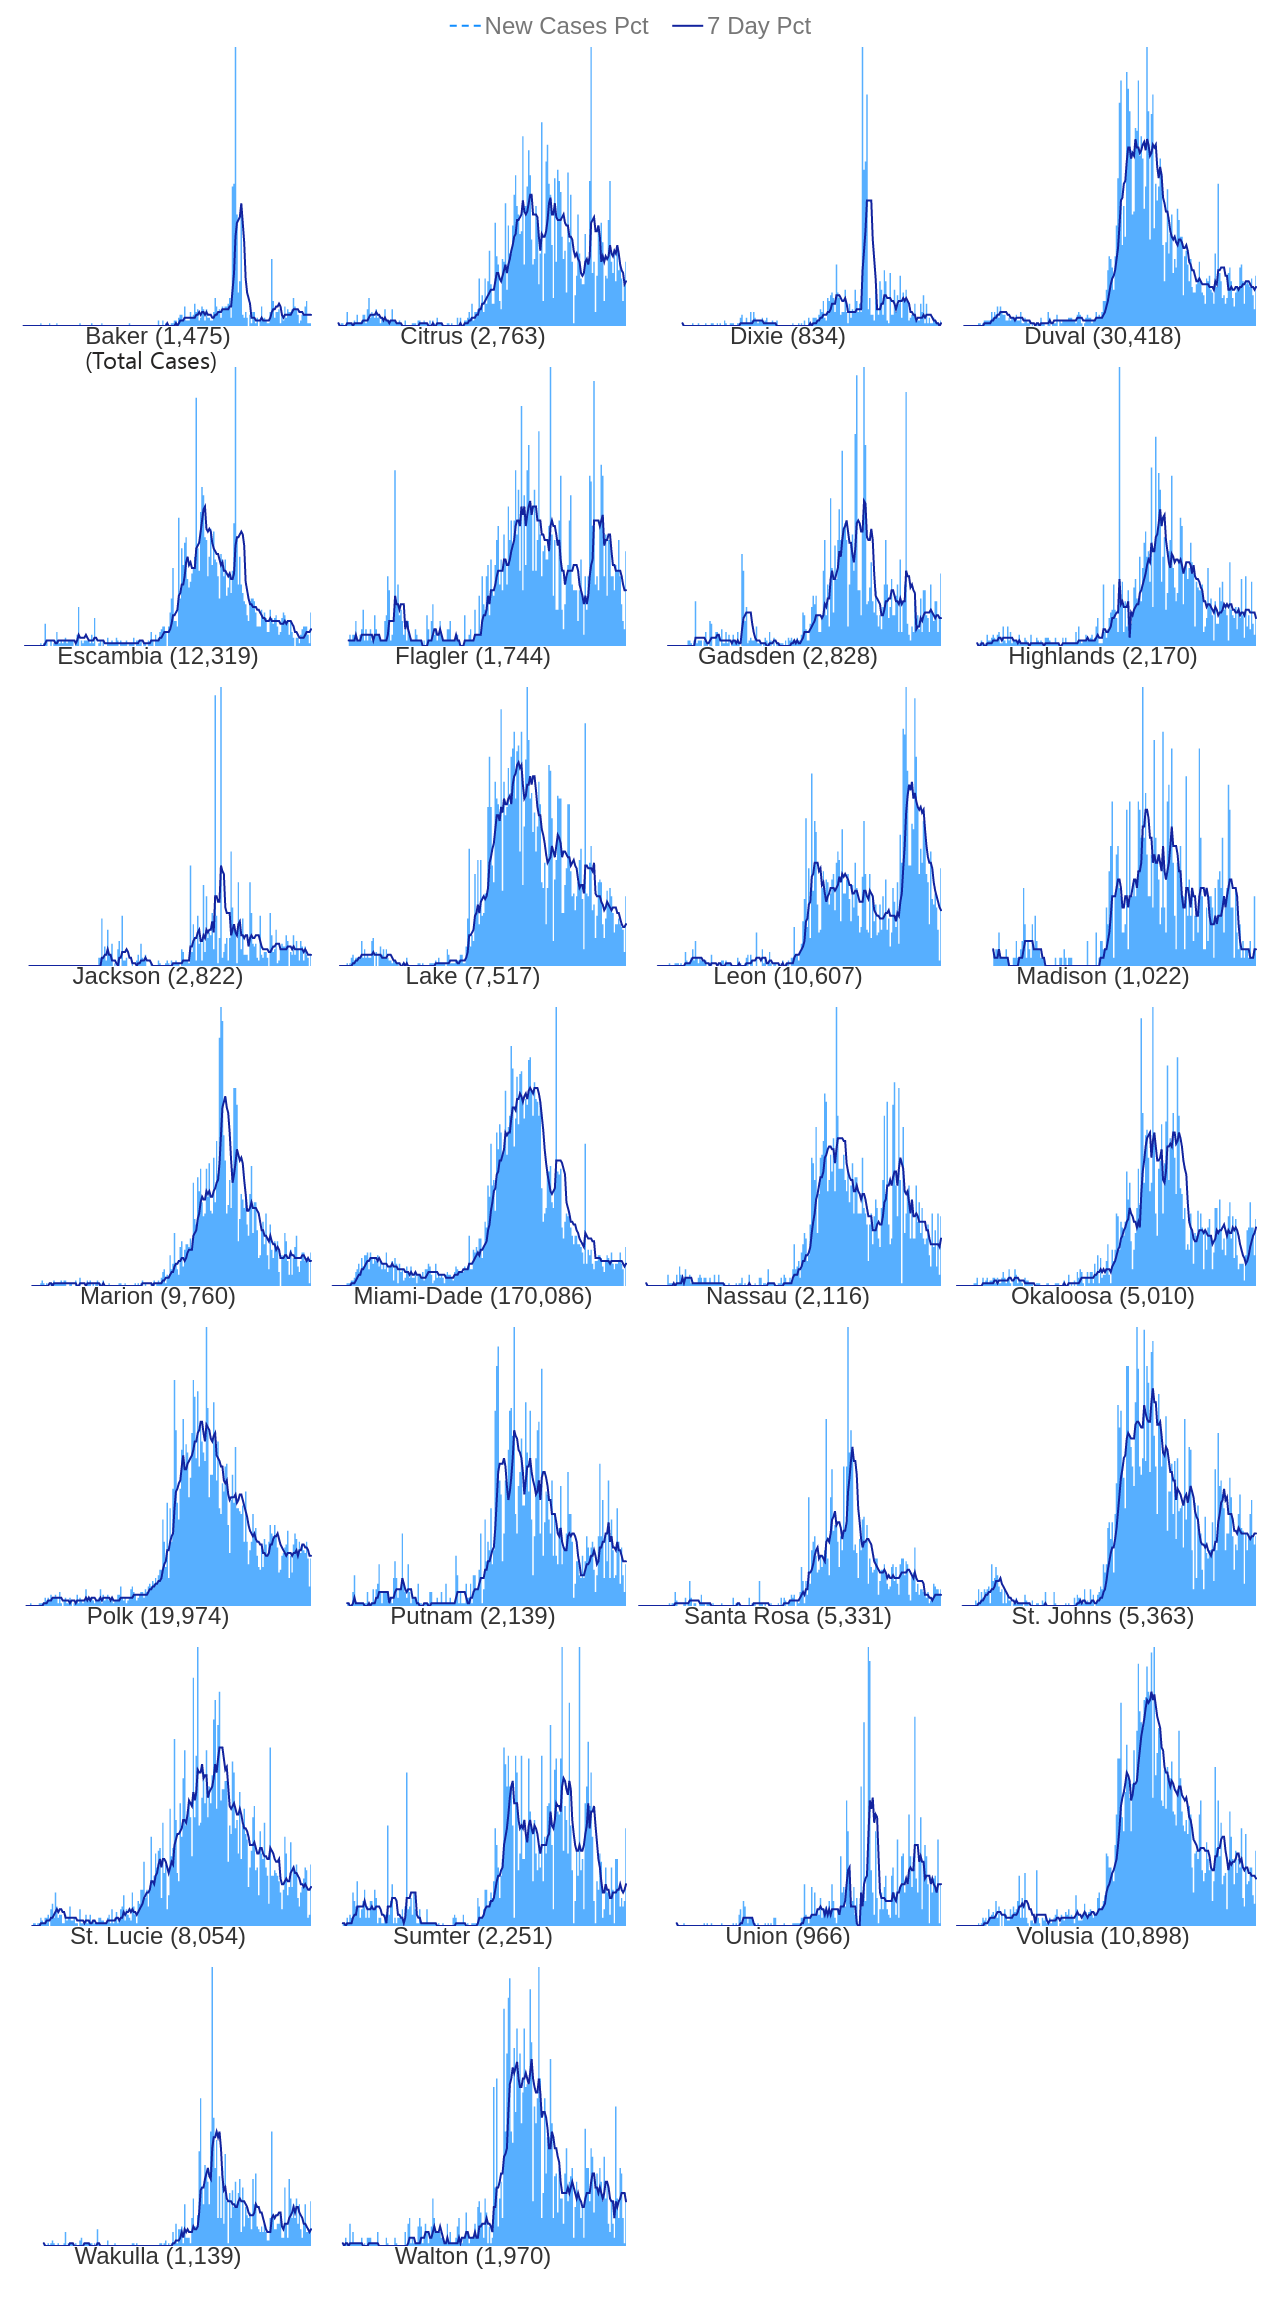 New Cases Pct 7 Day Pct
Baker (1,475) Citrus (2,763) Dixie (834) Duval (30,418)
(Total Cases)
Escambia (12,319) Flagler (1,744) Gadsden (2,828) Highlands (2,170)
Jackson (2,822) Lake (7,517) Leon (10,607) Madison (1,022)
Marion (9,760) Miami-Dade (170,086) Nassau (2,116) Okaloosa (5,010)
Polk (19,974) Putnam (2,139) Santa Rosa (5,331) St. Johns (5,363)
St. Lucie (8,054) Sumter (2,251) Union (966) Volusia (10,898)
Wakulla (1,139) Walton (1,970)